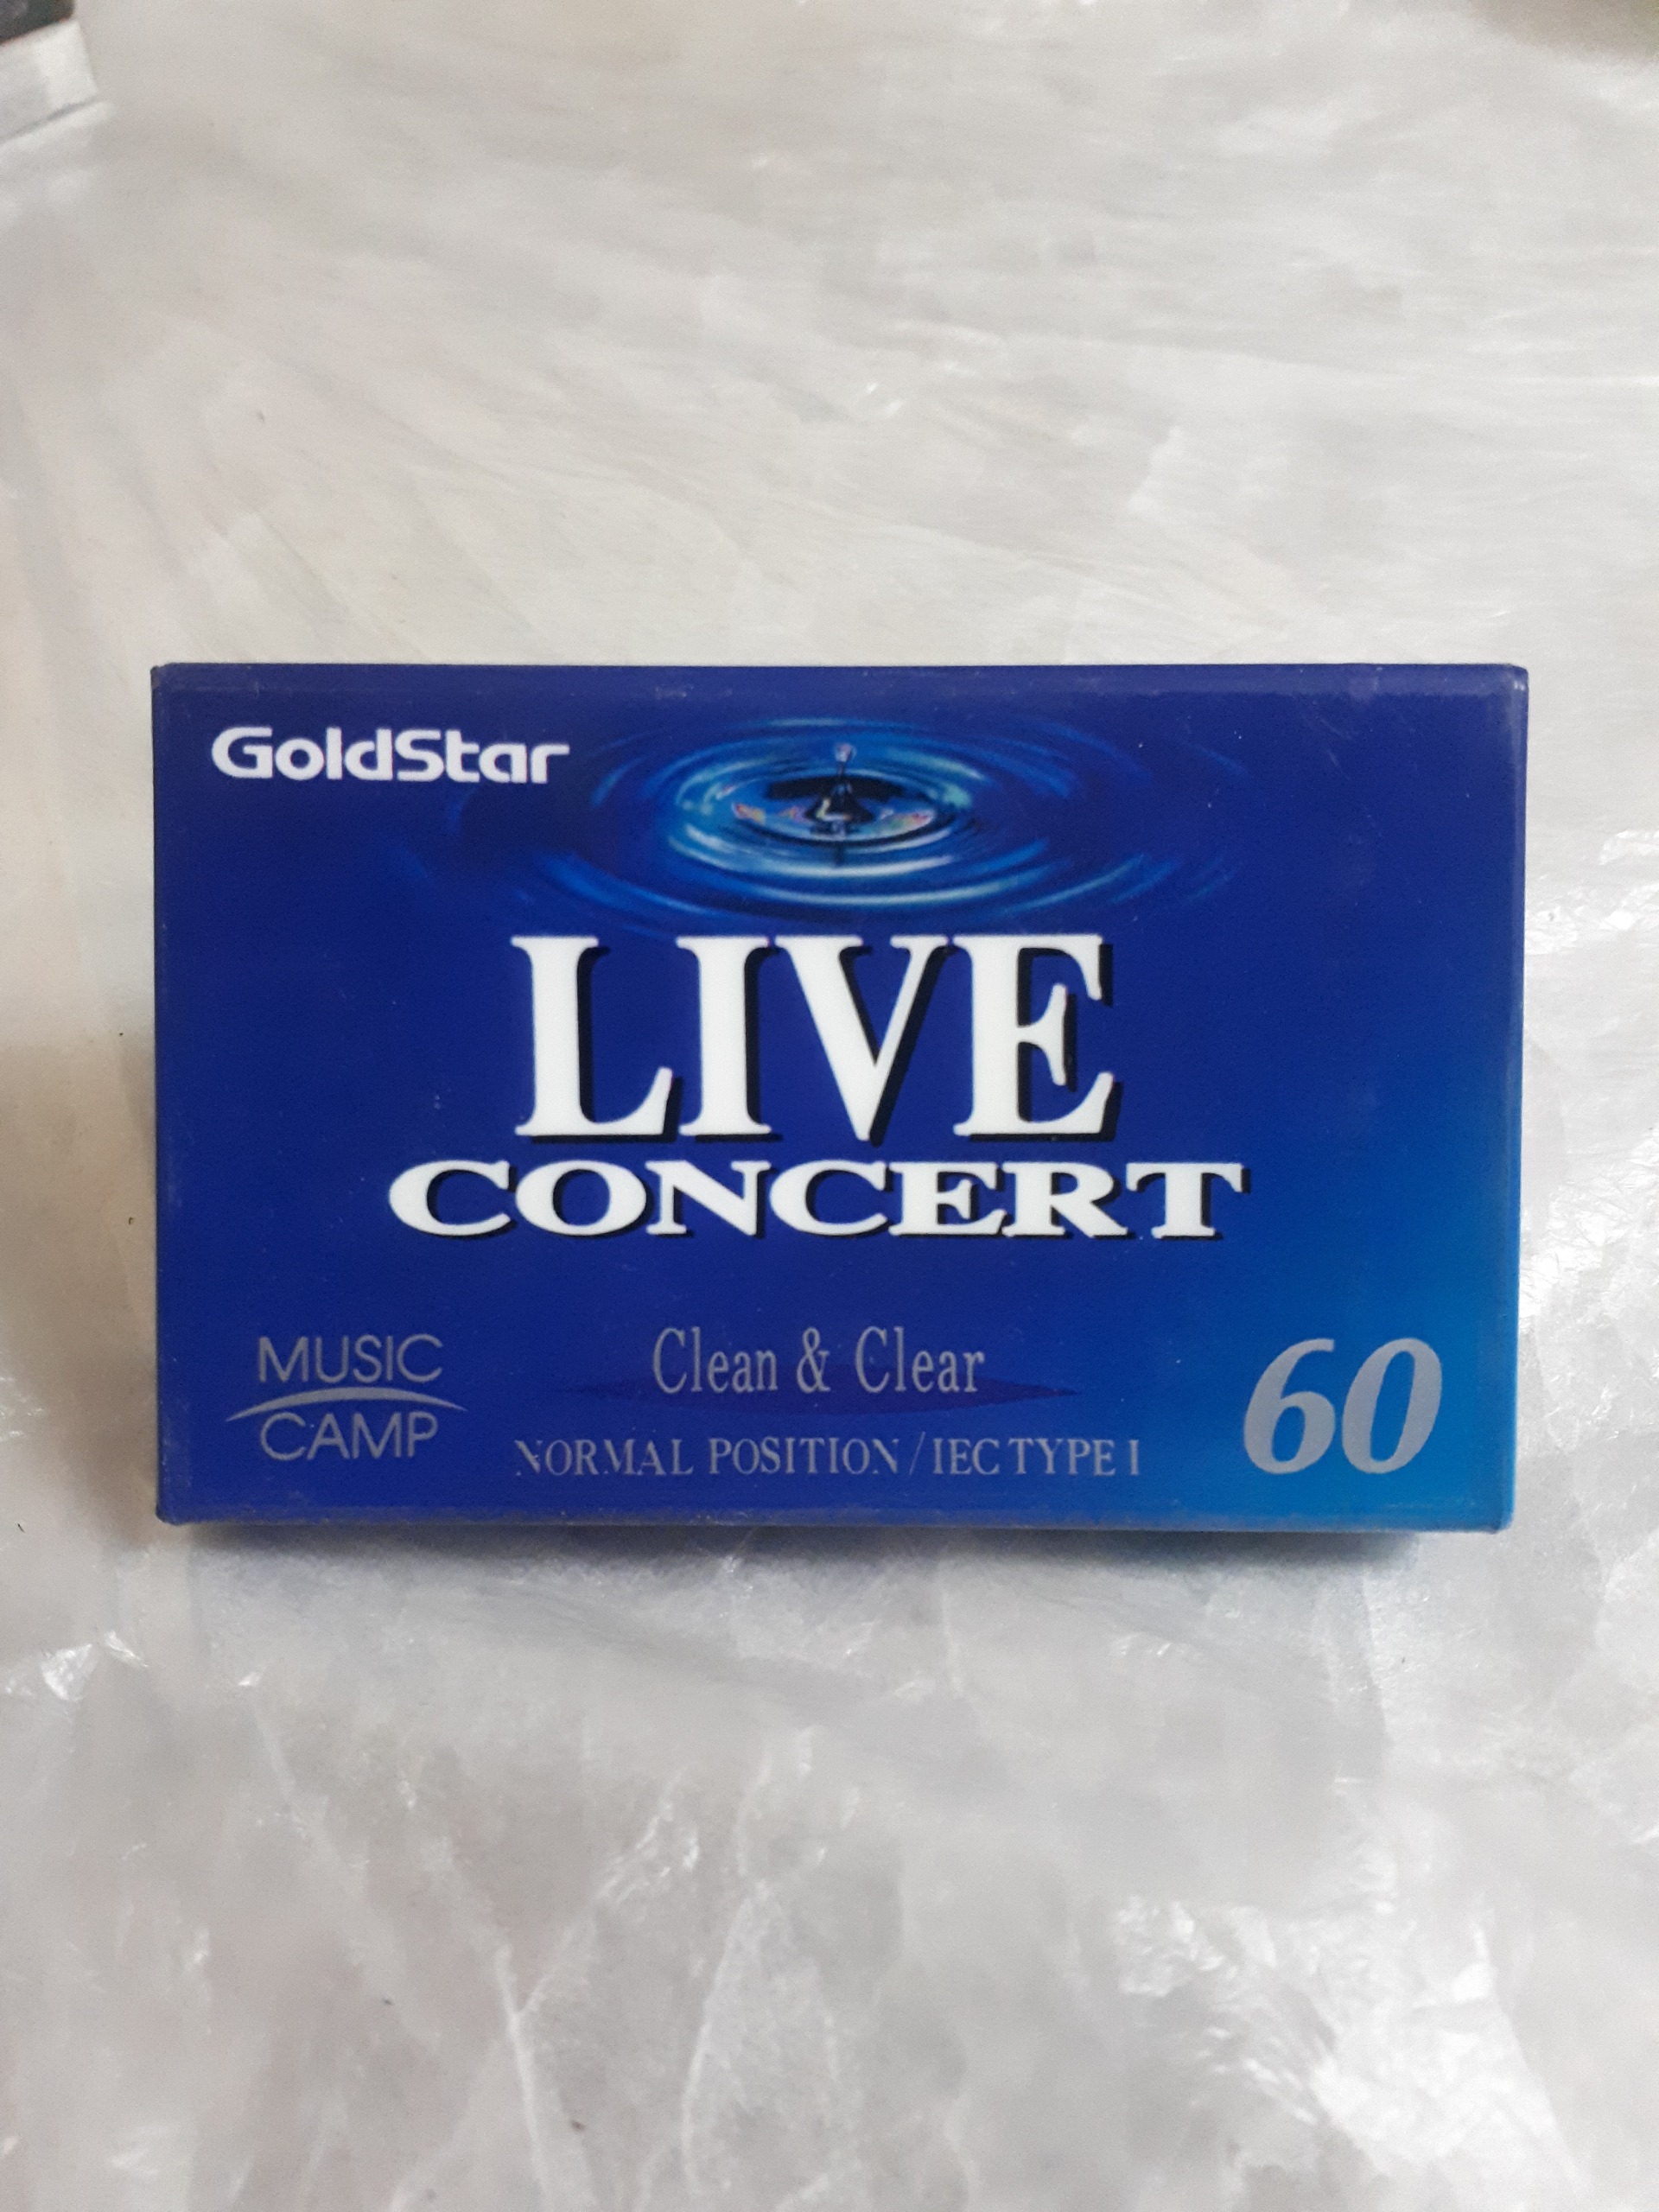 GoldStar
LIVE
CONCERT
MUSIC
CAMP
Clean & Clear
NORMAL POSITION / IEC TYPE I
60